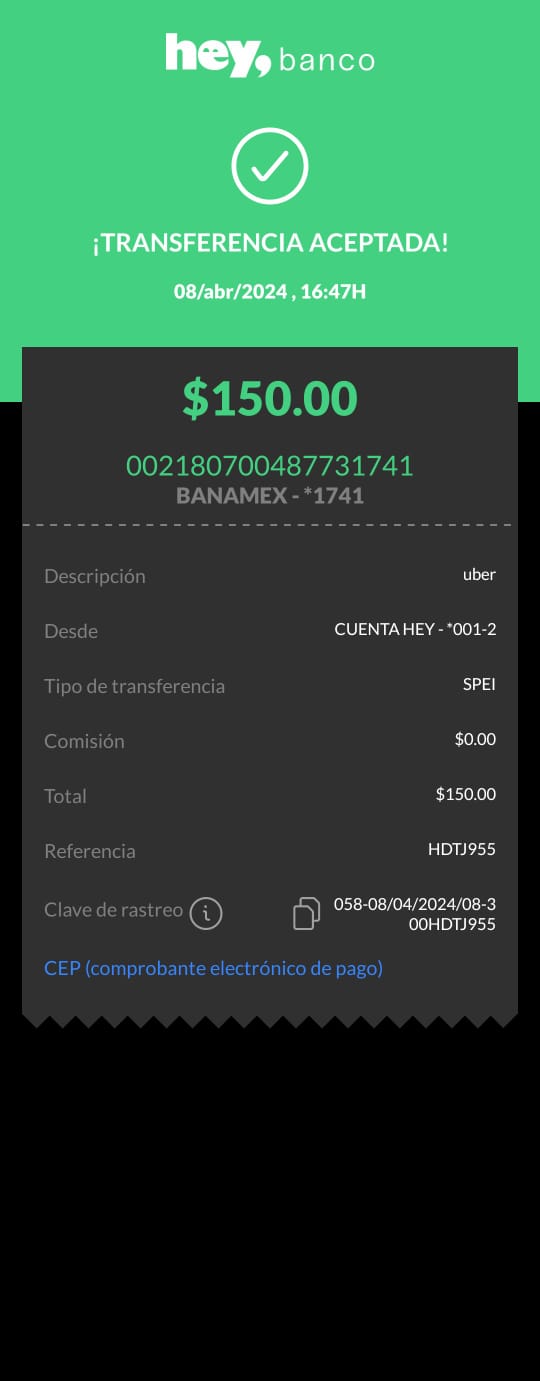 hey, banco
¡TRANSFERENCIA ACEPTADA!
08/abr/2024 , 16:47H
$150.00
002180700487731741
BANAMEX - *1741
Descripción uber
Desde CUENTA HEY - *001-2
Tipo de transferencia SPEI
Comisión $0.00
Total $150.00
Referencia HDTJ955
Clave de rastreo 058-08/04/2024/08-3
00HDTJ955
CEP (comprobante electrónico de pago)